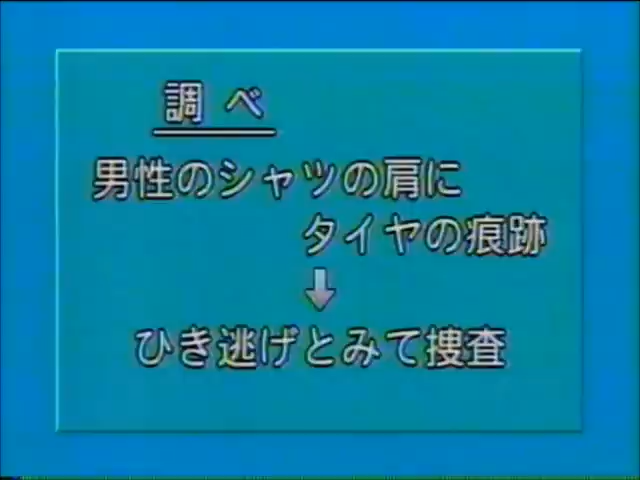 調べ
男性のシャツの肩に
タイヤの痕跡
↓
ひき逃げとみて捜査